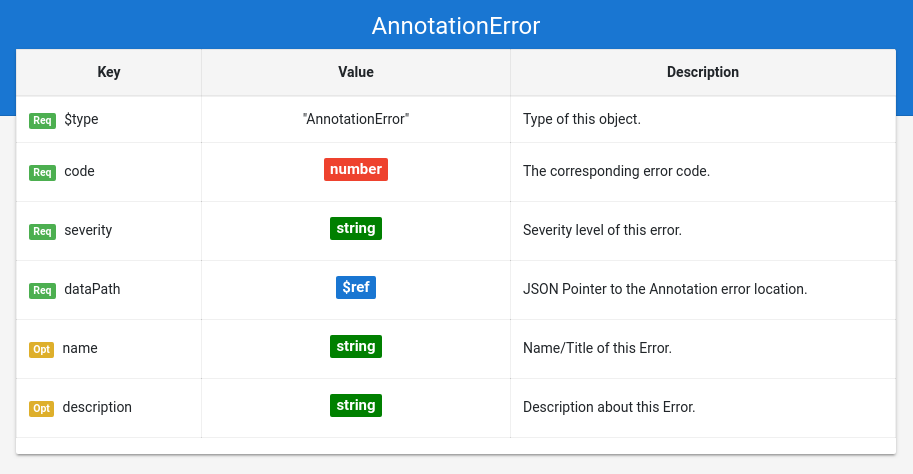 AnnotationError
Key Value Description
Req $type "AnnotationError" Type of this object.
Req code number The corresponding error code.
Req severity string Severity level of this error.
Req dataPath $ref JSON Pointer to the Annotation error location.
Opt name string Name/Title of this Error.
Opt description string Description about this Error.